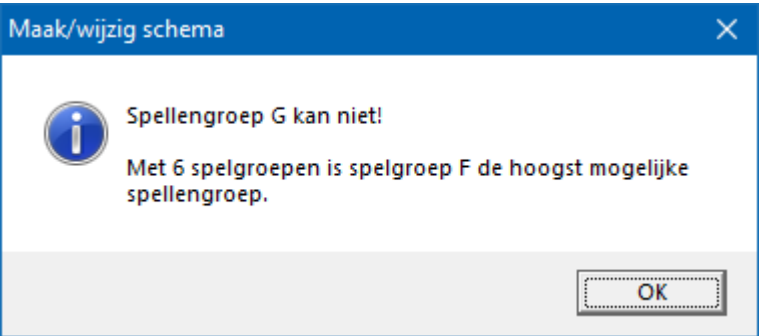 Maak/wijzig schema
Spellengroep G kan niet!
Met 6 spelgroepen is spelgroep F de hoogst mogelijke
spellengroep.
OK